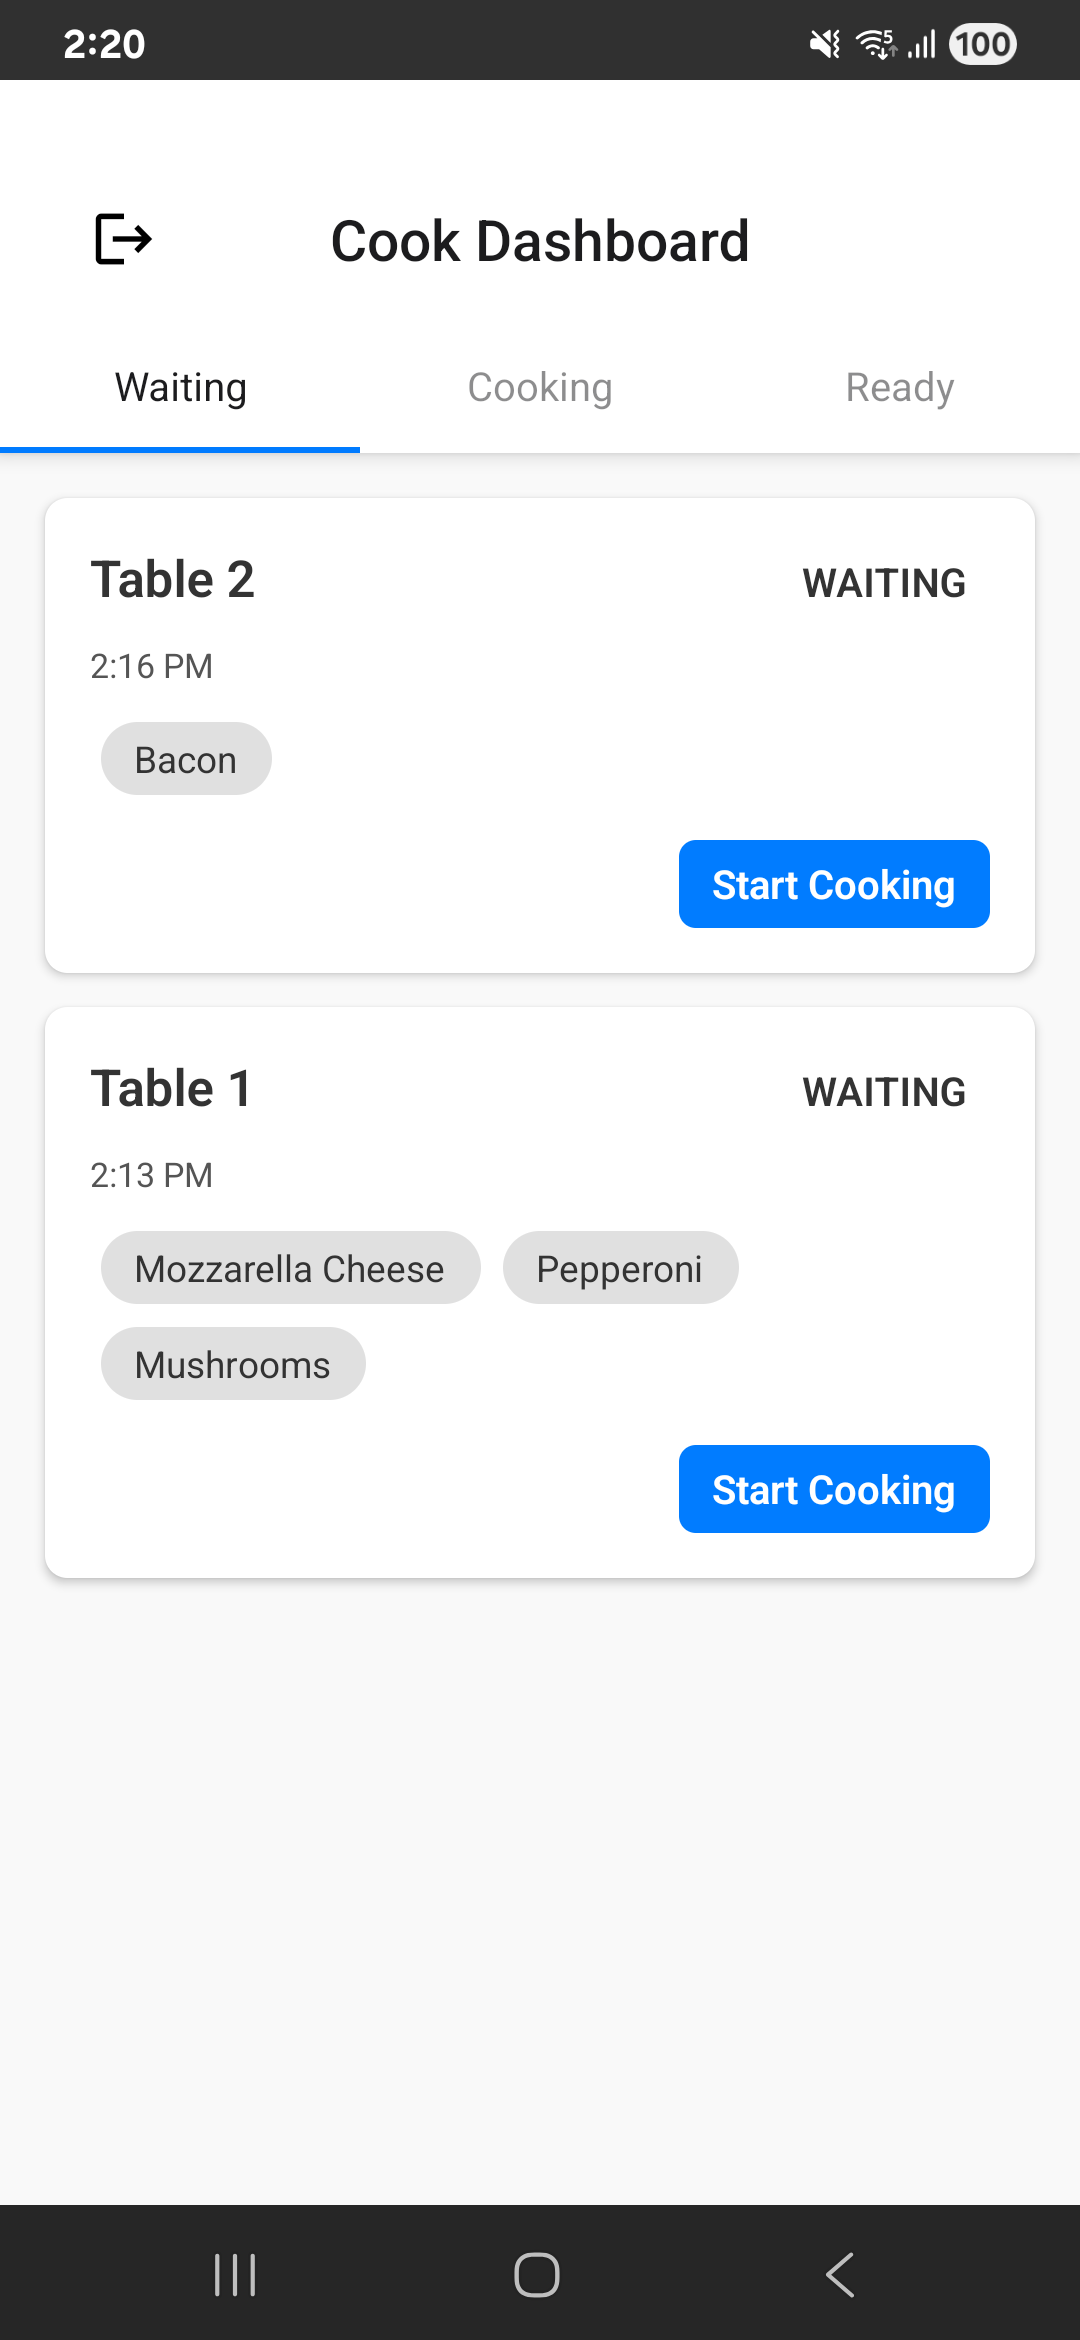 2:20
5
100
Cook Dashboard
Waiting Cooking Ready
Table 2 WAITING
2:16 PM
Bacon
Start Cooking
Table 1 WAITING
2:13 PM
Mozzarella Cheese Pepperoni
Mushrooms
Start Cooking